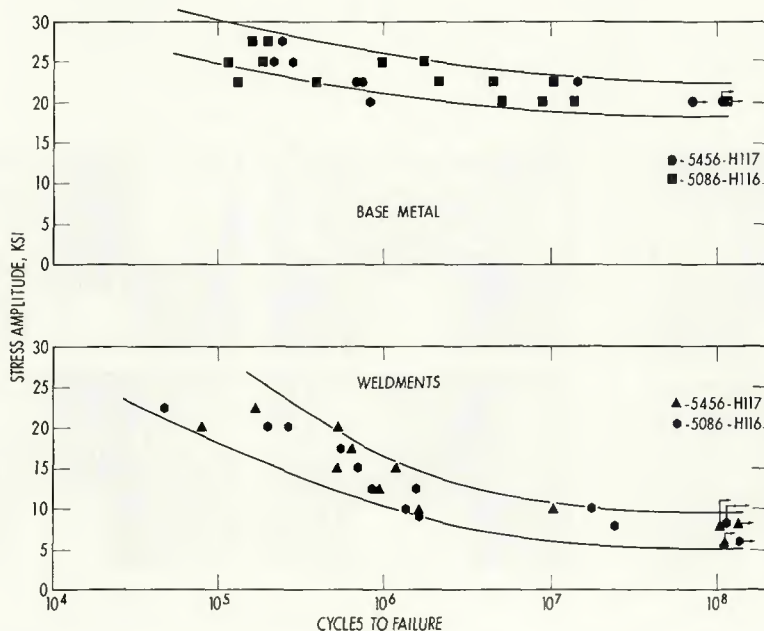 STRESS AMPLITUDE, KSI
30
25
20
15
10
5
0
-5456-H117
-5086-H116
BASE METAL
30
25
20
15
10
5
0
WELDMENTS
-5456-H117
-5086-H116
10⁴
10⁵
10⁶
10⁷
10⁸
CYCLES TO FAILURE